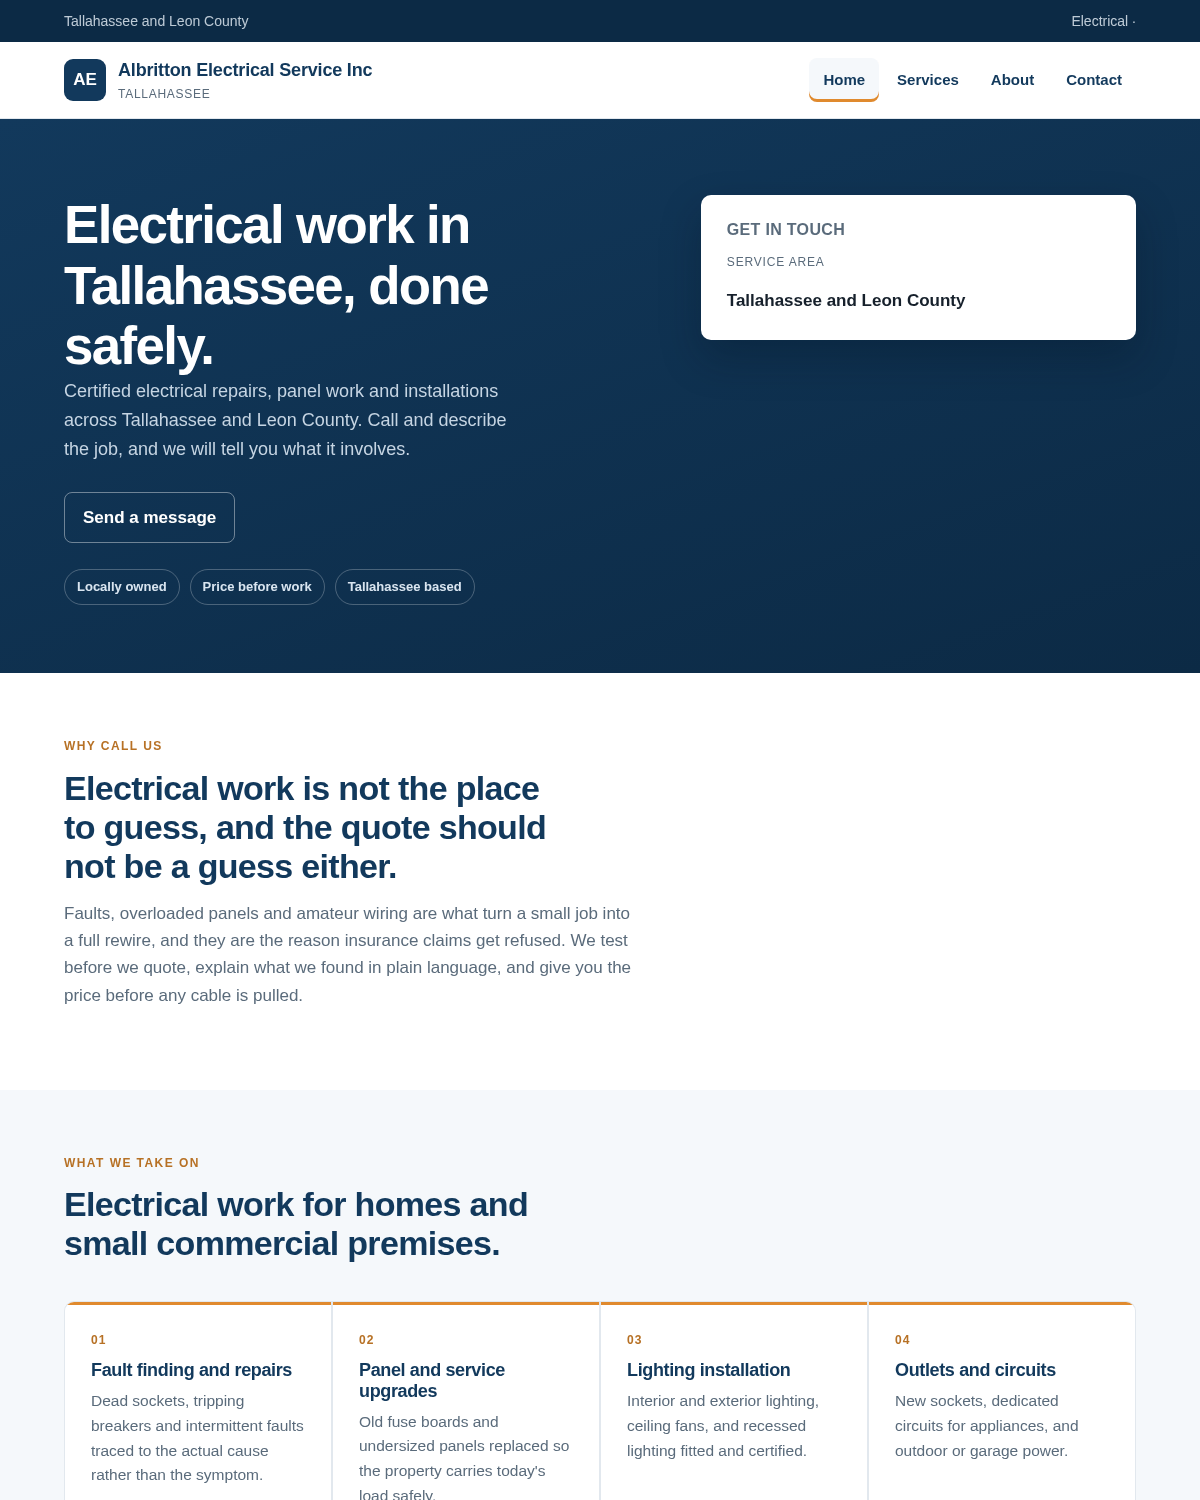 Tallahassee and Leon County
Electrical ·
AE
Albritton Electrical Service Inc
TALLAHASSEE
Home
Services
About
Contact
Electrical work in
Tallahassee, done
safely.
Certified electrical repairs, panel work and installations
across Tallahassee and Leon County. Call and describe
the job, and we will tell you what it involves.
Send a message
Locally owned
Price before work
Tallahassee based
GET IN TOUCH
SERVICE AREA
Tallahassee and Leon County
WHY CALL US
Electrical work is not the place
to guess, and the quote should
not be a guess either.
Faults, overloaded panels and amateur wiring are what turn a small job into
a full rewire, and they are the reason insurance claims get refused. We test
before we quote, explain what we found in plain language, and give you the
price before any cable is pulled.
WHAT WE TAKE ON
Electrical work for homes and
small commercial premises.
01
Fault finding and repairs
Dead sockets, tripping
breakers and intermittent faults
traced to the actual cause
rather than the symptom.
02
Panel and service
upgrades
Old fuse boards and
undersized panels replaced so
the property carries today's
load safely.
03
Lighting installation
Interior and exterior lighting,
ceiling fans, and recessed
lighting fitted and certified.
04
Outlets and circuits
New sockets, dedicated
circuits for appliances, and
outdoor or garage power.